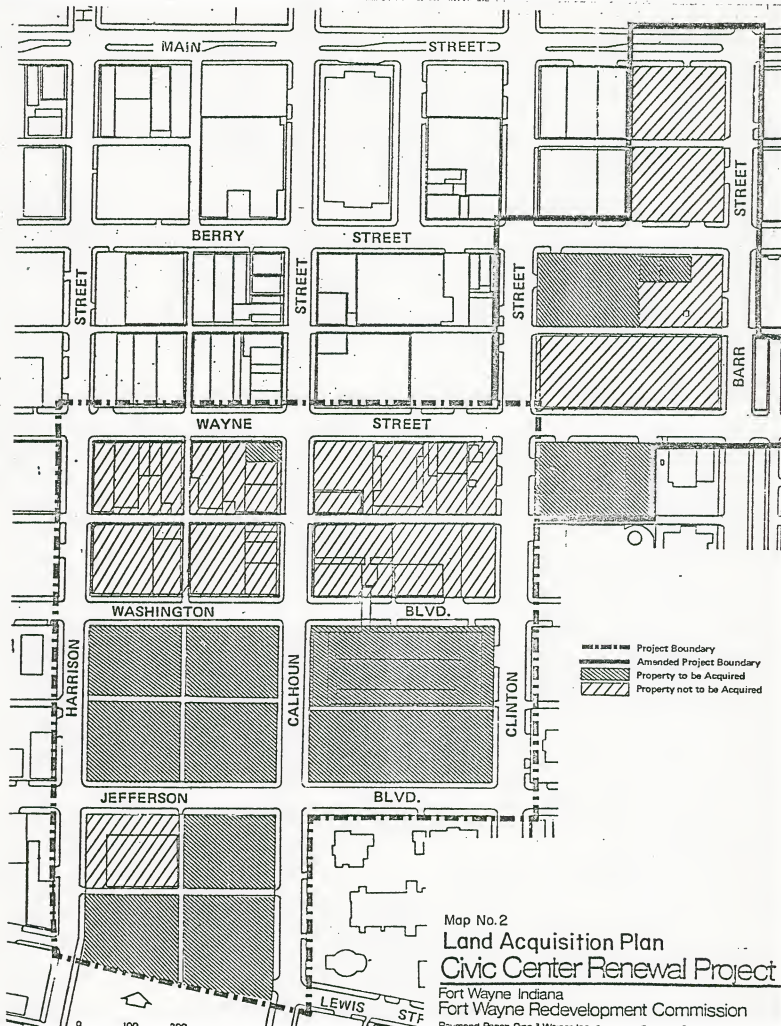 MAIN STREET
STREET
BERRY STREET
STREET
STREET
STREET
BARR
WAYNE STREET
WASHINGTON BLVD.
HARRISON
CALHOUN
CLINTON
Project Boundary
Amended Project Boundary
Property to be Acquired
Property not to be Acquired
JEFFERSON BLVD.
Map No. 2
Land Acquisition Plan
Civic Center Renewal Project
Fort Wayne Indiana
Fort Wayne Redevelopment Commission
LEWIS STR
0 100 200